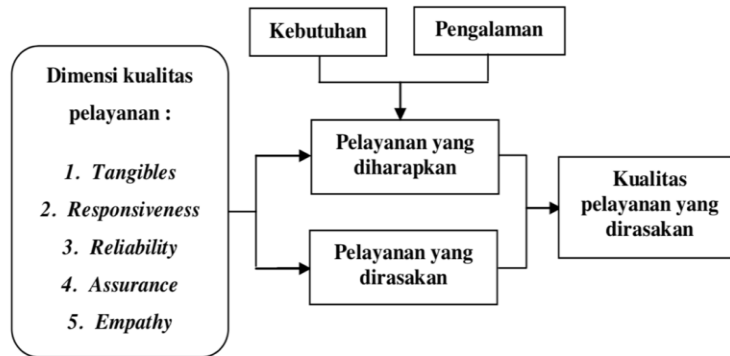 Kebutuhan
Pengalaman
Dimensi kualitas
pelayanan :
1. Tangibles
2. Responsiveness
3. Reliability
4. Assurance
5. Empathy
Pelayanan yang
diharapkan
Pelayanan yang
dirasakan
Kualitas
pelayanan yang
dirasakan